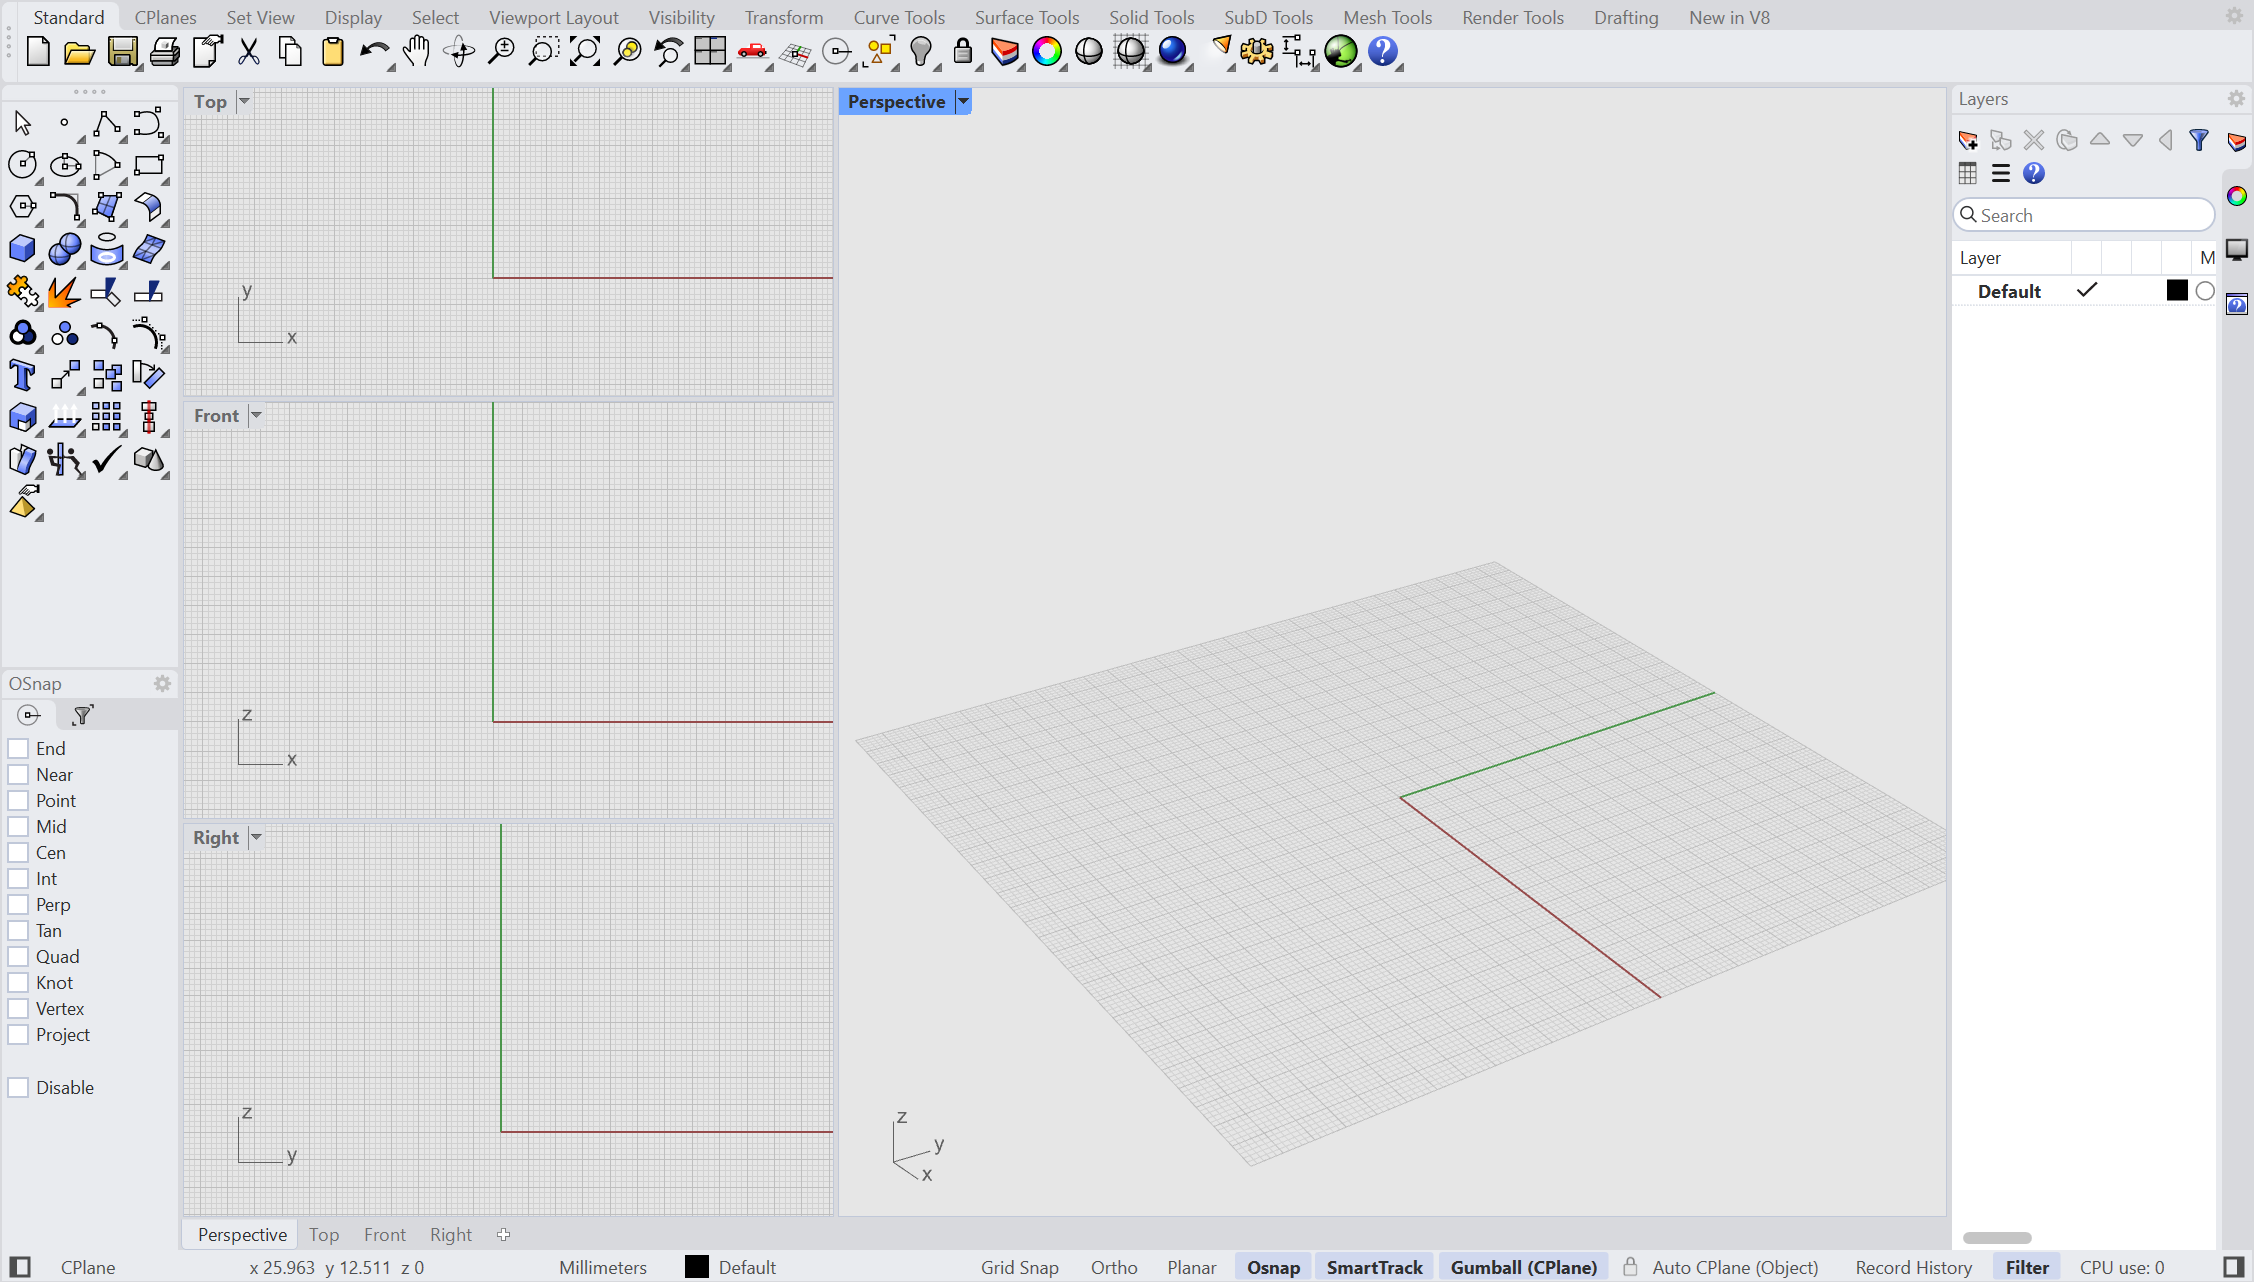 Standard CPlanes Set View Display Select Viewport Layout Visibility Transform Curve Tools Surface Tools Solid Tools SubD Tools Mesh Tools Render Tools Drafting New in V8
Top
y
x
Front
z
x
Right
z
y
Perspective
z
y
x
OSnap
End
Near
Point
Mid
Cen
Int
Perp
Tan
Quad
Knot
Vertex
Project
Disable
Layers
Search
Layer M
Default
Perspective Top Front Right
CPlane x 25.963 y 12.511 z 0 Millimeters Default Grid Snap Ortho Planar Osnap SmartTrack Gumball (CPlane) Auto CPlane (Object) Record History Filter CPU use: 0